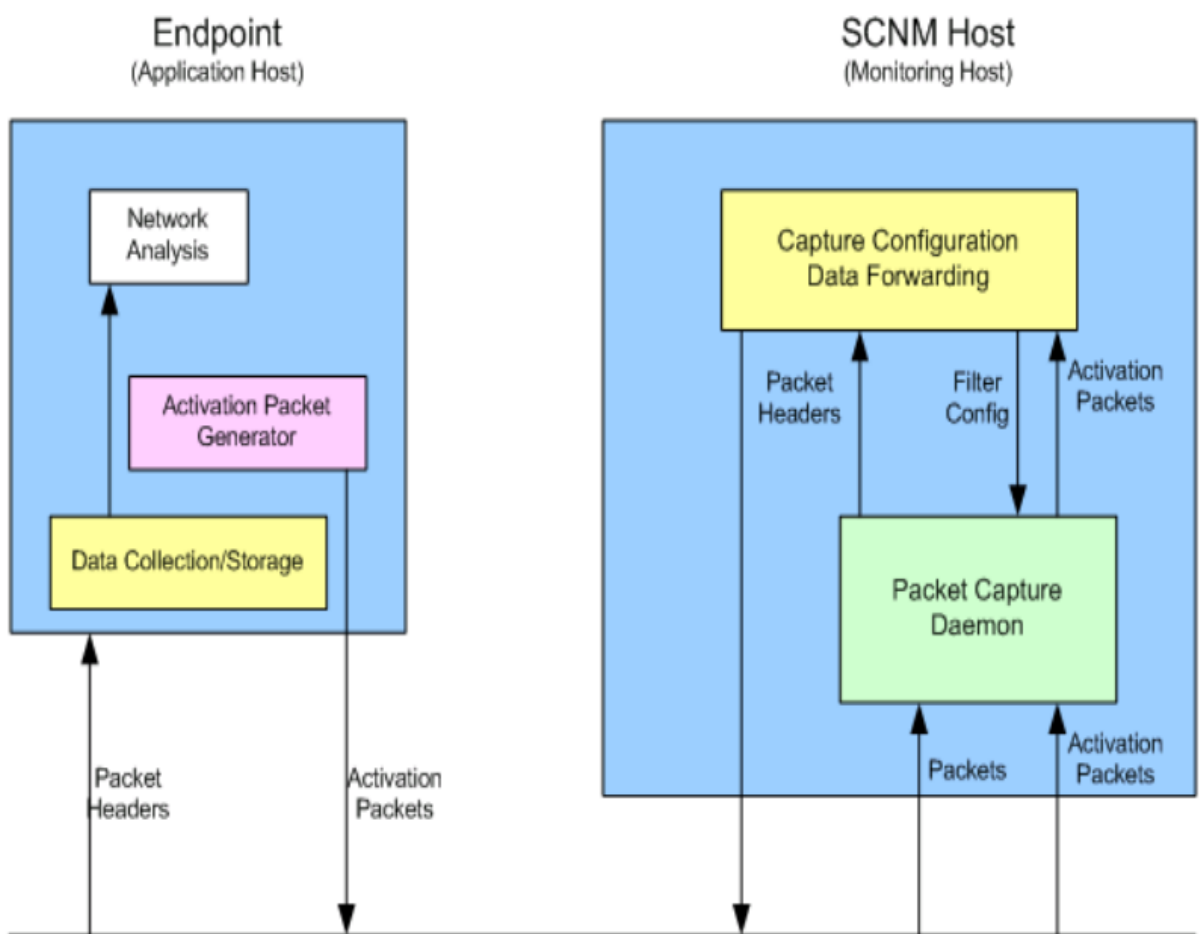 Endpoint
(Application Host)
SCNM Host
(Monitoring Host)
Network
Analysis
Activation Packet
Generator
Data Collection/Storage
Packet
Headers
Activation
Packets
Capture Configuration
Data Forwarding
Packet
Headers
Filter
Config
Activation
Packets
Packet Capture
Daemon
Packets
Activation
Packets